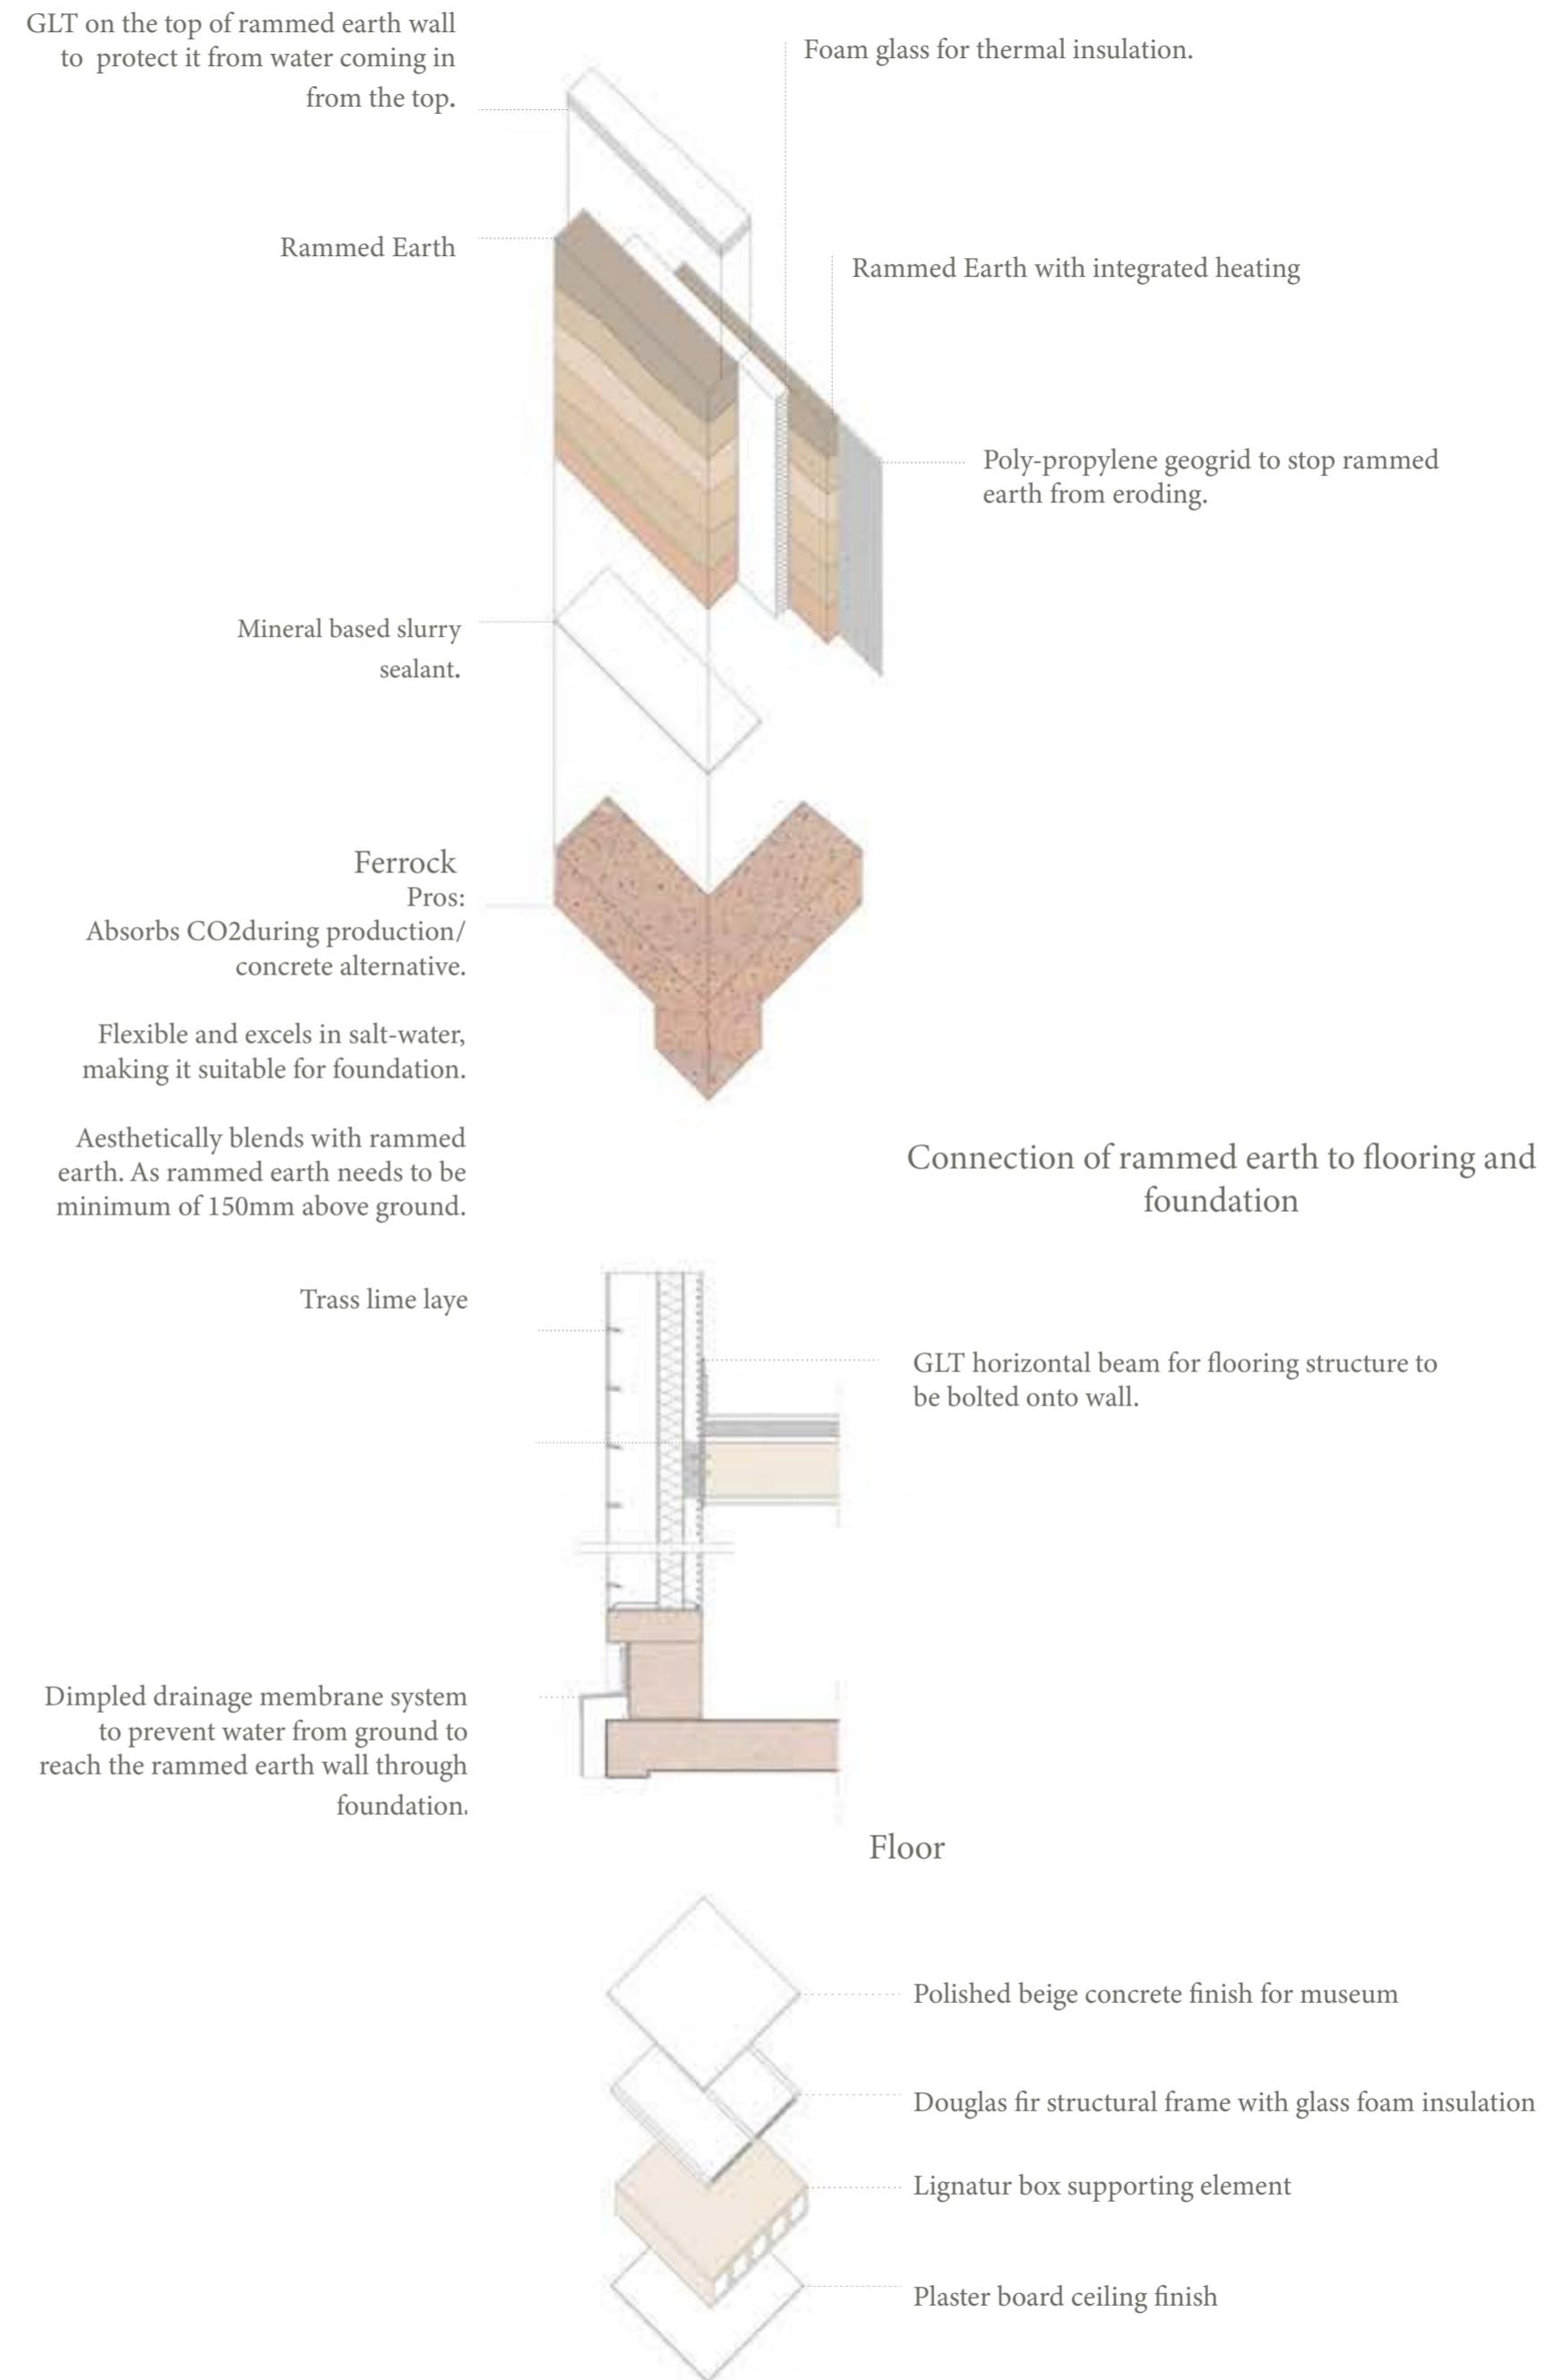 GLT on the top of rammed earth wall
to protect it from water coming in
from the top.
Foam glass for thermal insulation.
Rammed Earth
Rammed Earth with integrated heating
Poly-propylene geogrid to stop rammed
earth from eroding.
Mineral based slurry
sealant.
Ferrock
Pros:
Absorbs CO2during production/
concrete alternative.
Flexible and excels in salt-water,
making it suitable for foundation.
Aesthetically blends with rammed
earth. As rammed earth needs to be
minimum of 150mm above ground.
Connection of rammed earth to flooring and
foundation
Trass lime laye
GLT horizontal beam for flooring structure to
be bolted onto wall.
Dimpled drainage membrane system
to prevent water from ground to
reach the rammed earth wall through
foundation.
Floor
Polished beige concrete finish for museum
Douglas fir structural frame with glass foam insulation
Lignatur box supporting element
Plaster board ceiling finish